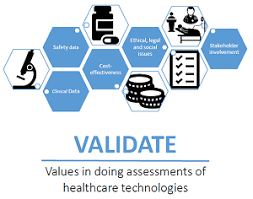 Safety data
Clinical Data
Cost-
effectiveness
Ethical, legal
and social
issues
Stakeholder
involvement
VALIDATE
Values in doing assessments of
healthcare technologies